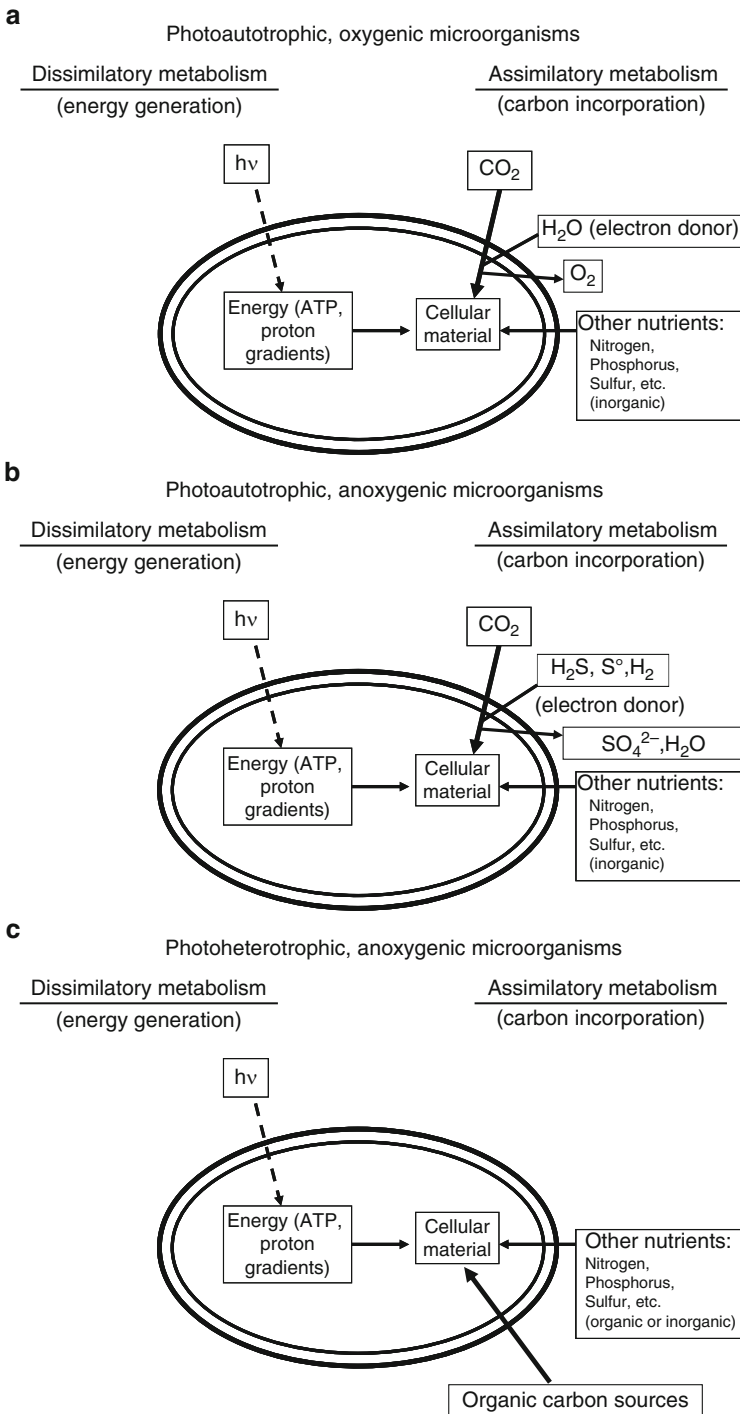 a
Photoautotrophic, oxygenic microorganisms
Dissimilatory metabolism
(energy generation)
Assimilatory metabolism
(carbon incorporation)
hν
CO₂
H₂O (electron donor)
O₂
Energy (ATP,
proton
gradients)
Cellular
material
Other nutrients:
Nitrogen,
Phosphorus,
Sulfur, etc.
(inorganic)
b
Photoautotrophic, anoxygenic microorganisms
Dissimilatory metabolism
(energy generation)
Assimilatory metabolism
(carbon incorporation)
hν
CO₂
H₂S, S°,H₂
(electron donor)
SO₄²⁻,H₂O
Energy (ATP,
proton
gradients)
Cellular
material
Other nutrients:
Nitrogen,
Phosphorus,
Sulfur, etc.
(inorganic)
c
Photoheterotrophic, anoxygenic microorganisms
Dissimilatory metabolism
(energy generation)
Assimilatory metabolism
(carbon incorporation)
hν
Energy (ATP,
proton
gradients)
Cellular
material
Other nutrients:
Nitrogen,
Phosphorus,
Sulfur, etc.
(organic or inorganic)
Organic carbon sources